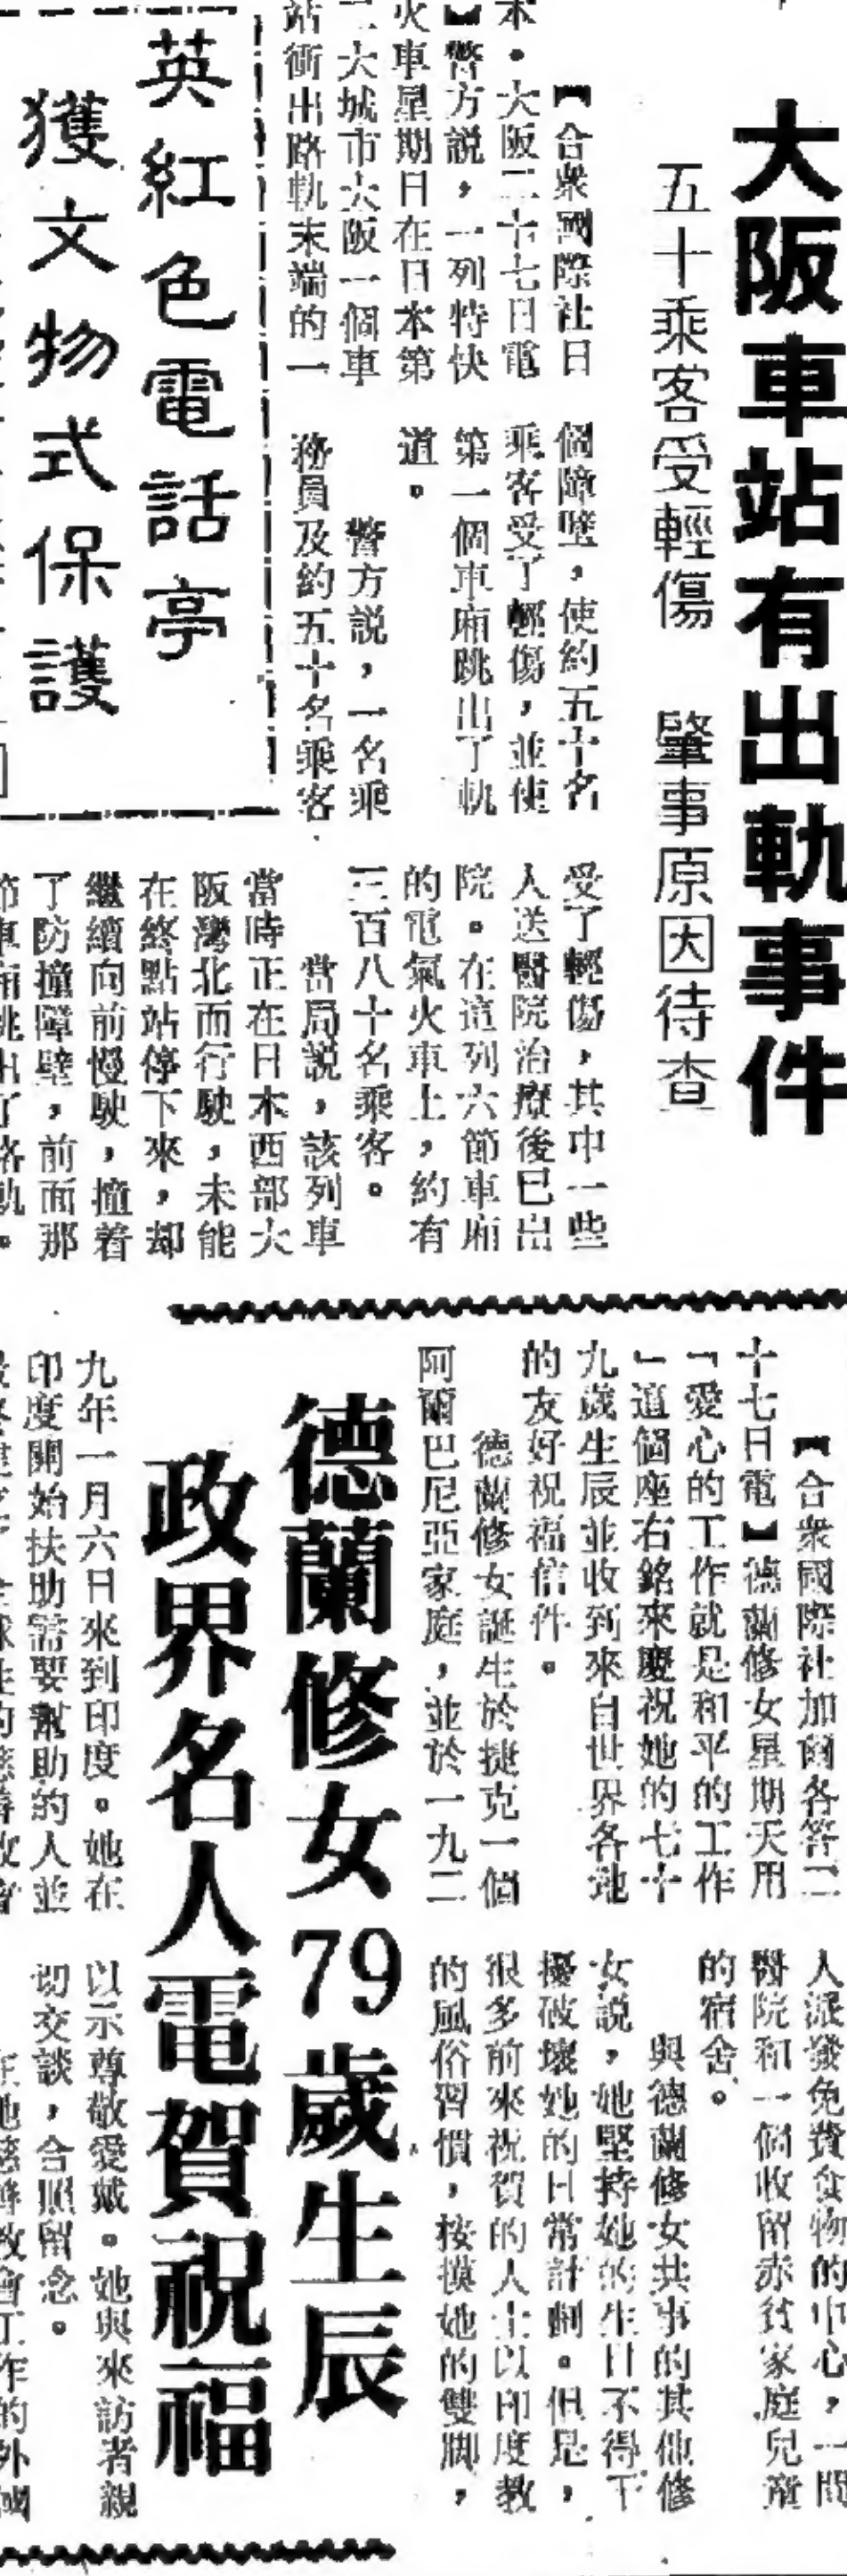 大阪車站有出軌事件
五十乘客受輕傷　肇事原因待查
【合衆國際社日
本・大阪二十七日電
】警方説，一列特快
火車星期日在日本第
二大城市大阪一個車
站衝出路軌末端的一
個障壁，使約五十名
乘客受了輕傷，並使
第一個車廂跳出了軌
道。
警方説，一名乘
務員及約五十名乘客
受了輕傷，其中一些
人送醫院治療後已出
院。在這列六節車廂
的電氣火車上，約有
三百八十名乘客。
當局説，該列車
當時正在日本西部大
阪灣北面行駛，未能
在終點站停下來，却
繼續向前慢駛，撞着
了防撞障壁，前面那
節車廂跳出了路軌。
英紅色電話亭
獲文物式保護
德蘭修女79歲生辰
政界名人電賀祝福
【合衆國際社加爾各答二
十七日電】德蘭修女星期天用
「愛心的工作就是和平的工作
」這個座右銘來慶祝她的七十
九歲生辰並收到來自世界各地
的友好祝福信件。
德蘭修女誕生於捷克一個
阿爾巴尼亞家庭，並於一九二
九年一月六日來到印度。她在
印度開始扶助需要幫助的人並
人派發免費食物的中心，一間
醫院和一個收留赤貧家庭兒童
的宿舍。
與德蘭修女共事的其他修
女說，她堅持她的生日不得干
擾破壞她的日常計劃。但是，
很多前來祝賀的人士以印度教
的風俗習慣，按摸她的雙脚，
以示尊敬愛戴。她與來訪者親
切交談，合照留念。
在她慈善教會工作的外國